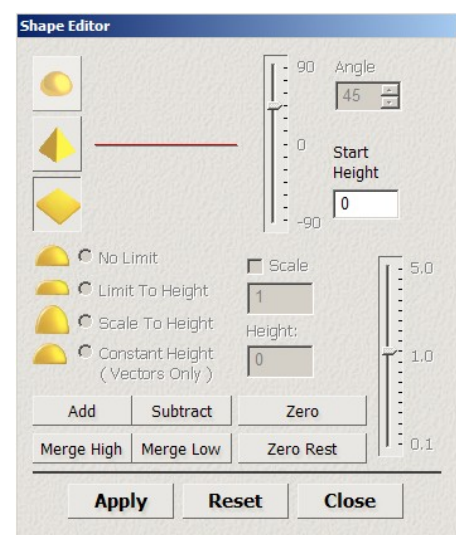 Shape Editor
90 Angle
45
0
Start
Height
0
-90
No Limit
Scale
5.0
Limit To Height
1
Scale To Height
Height:
Constant Height
0
1.0
( Vectors Only )
Add Subtract Zero
Merge High Merge Low Zero Rest
0.1
Apply Reset Close